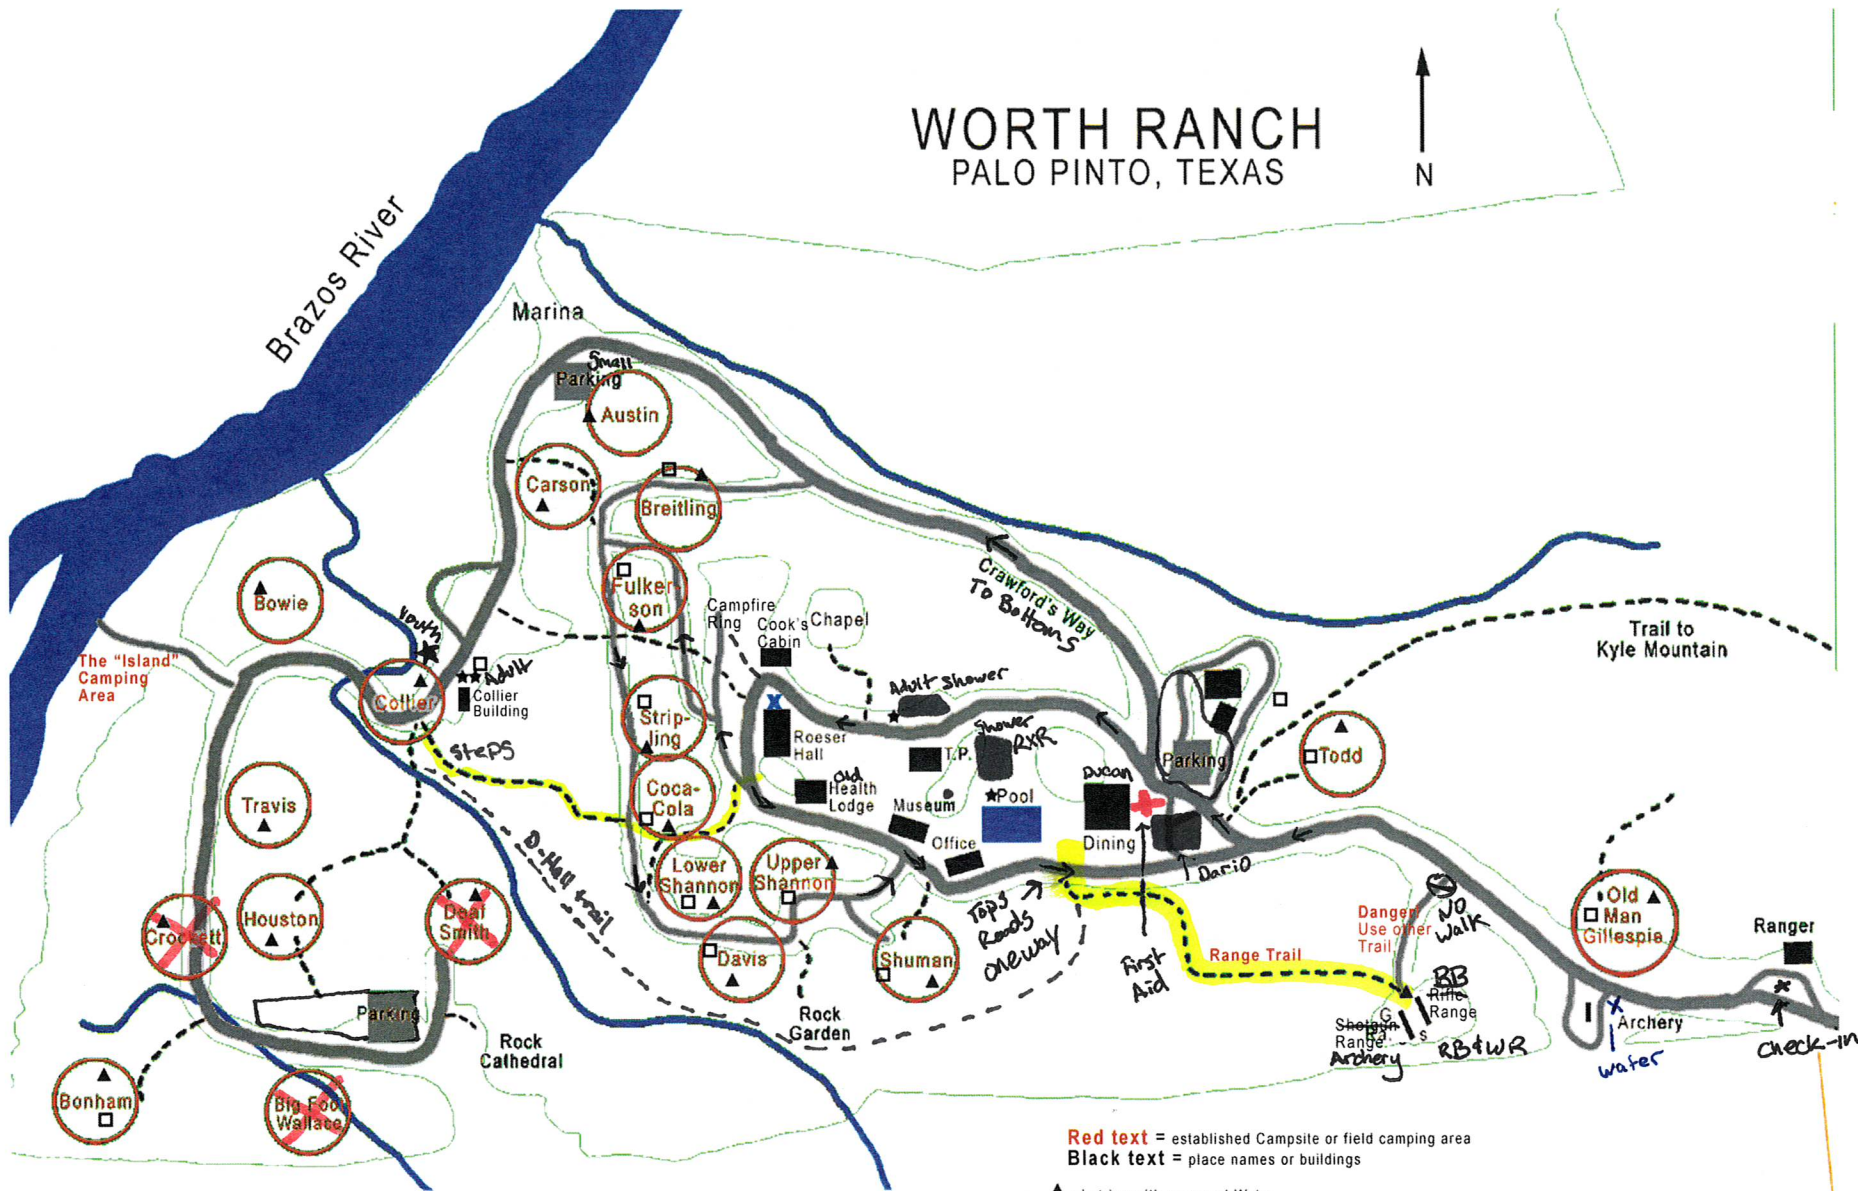 WORTH RANCH
PALO PINTO, TEXAS
N
Brazos River
Marina
Small
Parking
Austin
Carson
Breitling
Bowie
Fulker-
son
Campfire
Ring
Cook's
Cabin
Chapel
Crawford's Way
To Bottoms
Trail to
Kyle Mountain
The "Island"
Camping
Area
Youth
Adult
Collier
Collier
Building
Steps
Strip-
ling
Adult Shower
Roeser
Hall
T.P.
Shower
RXR
Parking
Todd
Coca-
Cola
Old
Health
Lodge
Museum
Pool
Ducan
Dining
Office
Dario
Travis
D-Hall trail
Lower
Shannon
Upper
Shannon
Houston
Crockett
Deaf
Smith
Davis
Shuman
Tops
Roads
oneway
First
Aid
Range Trail
Danger!
Use other
Trail
NO
Walk
Old
Man
Gillespie
Ranger
BB
Rifle
Range
G
Shotgun
Range
S
Archery
RB&WR
Archery
water
check-in
Parking
Rock
Cathedral
Rock
Garden
Bonham
Big Foot
Wallace
Red text = established Campsite or field camping area
Black text = place names or buildings